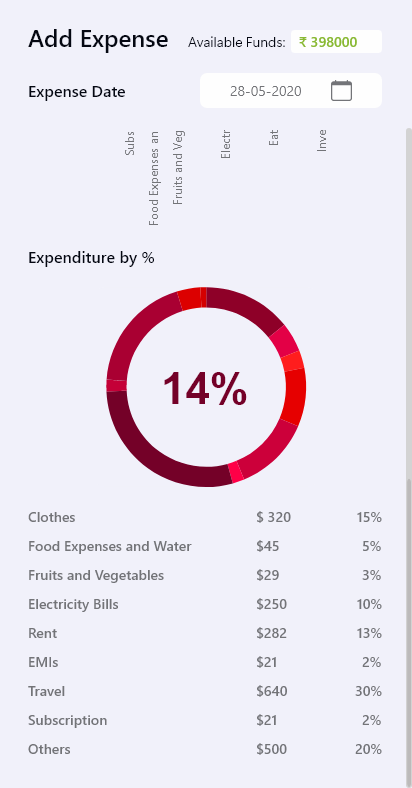 Add Expense
Available Funds:
₹ 398000
Expense Date
28-05-2020
Subs
Food Expenses an
Fruits and Veg
Electr
Eat
Inve
Expenditure by %
14%
Clothes $ 320 15%
Food Expenses and Water $45 5%
Fruits and Vegetables $29 3%
Electricity Bills $250 10%
Rent $282 13%
EMIs $21 2%
Travel $640 30%
Subscription $21 2%
Others $500 20%